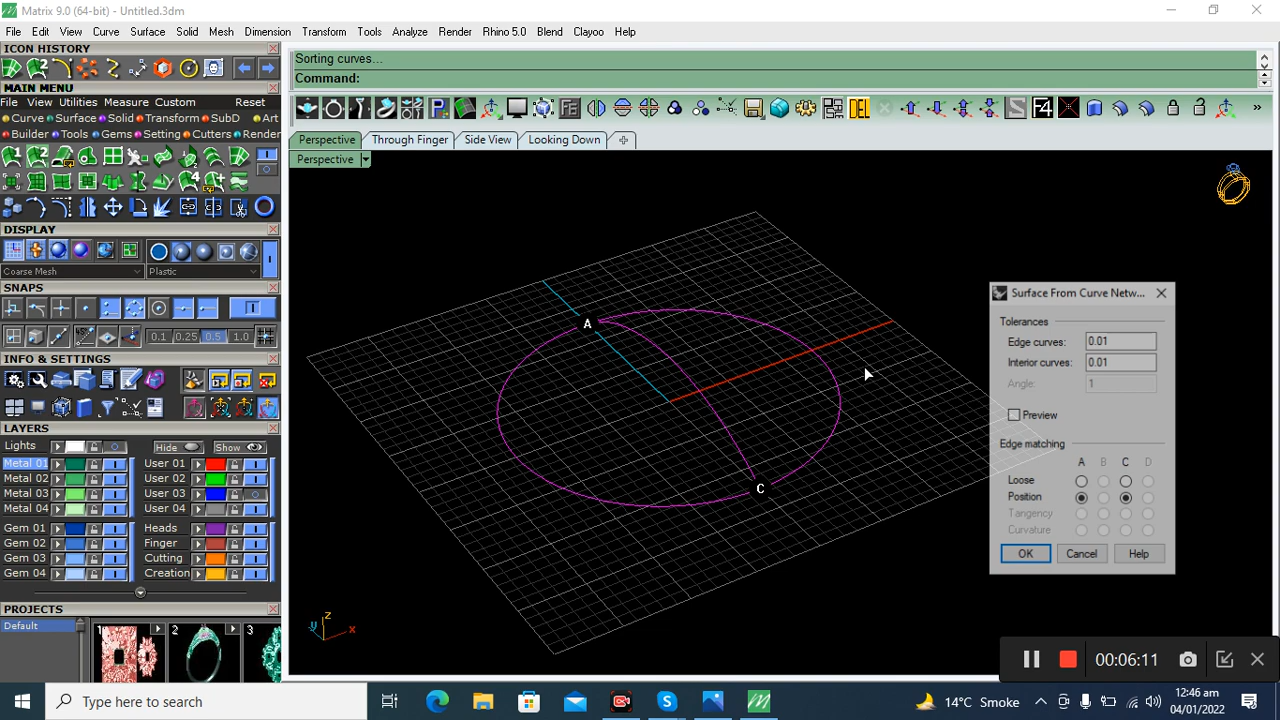 Matrix 9.0 (64-bit) - Untitled.3dm
File Edit View Curve Surface Solid Mesh Dimension Transform Tools Analyze Render Rhino 5.0 Blend Clayoo Help
ICON HISTORY
MAIN MENU
File View Utilities Measure Custom Reset
Curve Surface Solid Transform SubD Art
Builder Tools Gems Setting Cutters Render
DISPLAY
Coarse Mesh Plastic
SNAPS
0.1 0.25 0.5 1.0
INFO & SETTINGS
LAYERS
Lights Hide Show
Metal 01 User 01
Metal 02 User 02
Metal 03 User 03
Metal 04 User 04
Gem 01 Heads
Gem 02 Finger
Gem 03 Cutting
Gem 04 Creation
PROJECTS
Default
1 2 3
Sorting curves...
Command:
F4
DEL
Perspective Through Finger Side View Looking Down
Perspective
A
C
z
y
x
Surface From Curve Netw...
Tolerances
Edge curves: 0.01
Interior curves: 0.01
Angle: 1
Preview
Edge matching
A B C D
Loose
Position
Tangency
Curvature
OK Cancel Help
00:06:11
Type here to search
14°C Smoke
12:46 am
04/01/2022